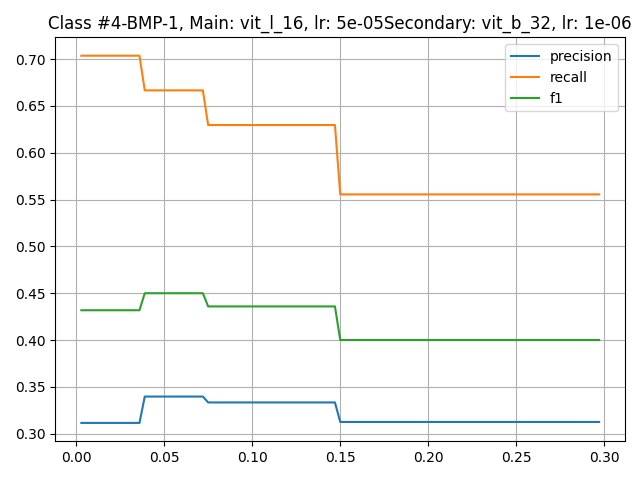 Class #4-BMP-1, Main: vit_l_16, lr: 5e-05Secondary: vit_b_32, lr: 1e-06
precision
recall
f1
0.70
0.65
0.60
0.55
0.50
0.45
0.40
0.35
0.30
0.00 0.05 0.10 0.15 0.20 0.25 0.30